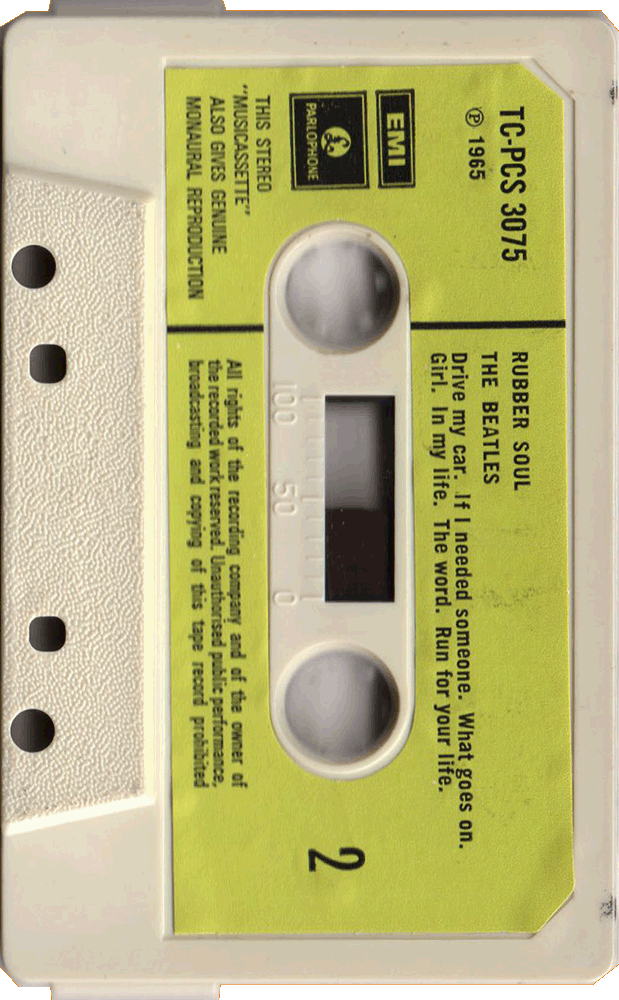 TC-PCS 3075
℗ 1965
EMI
£
PARLOPHONE
THIS STEREO
"MUSICASSETTE"
ALSO GIVES GENUINE
MONAURAL REPRODUCTION
RUBBER SOUL
THE BEATLES
Drive my car. If I needed someone. What goes on.
Girl. In my life. The word. Run for your life.
100 50 0
All rights of the recording company and of the owner of
the recorded work reserved. Unauthorised public performance,
broadcasting and copying of this tape record prohibited
2